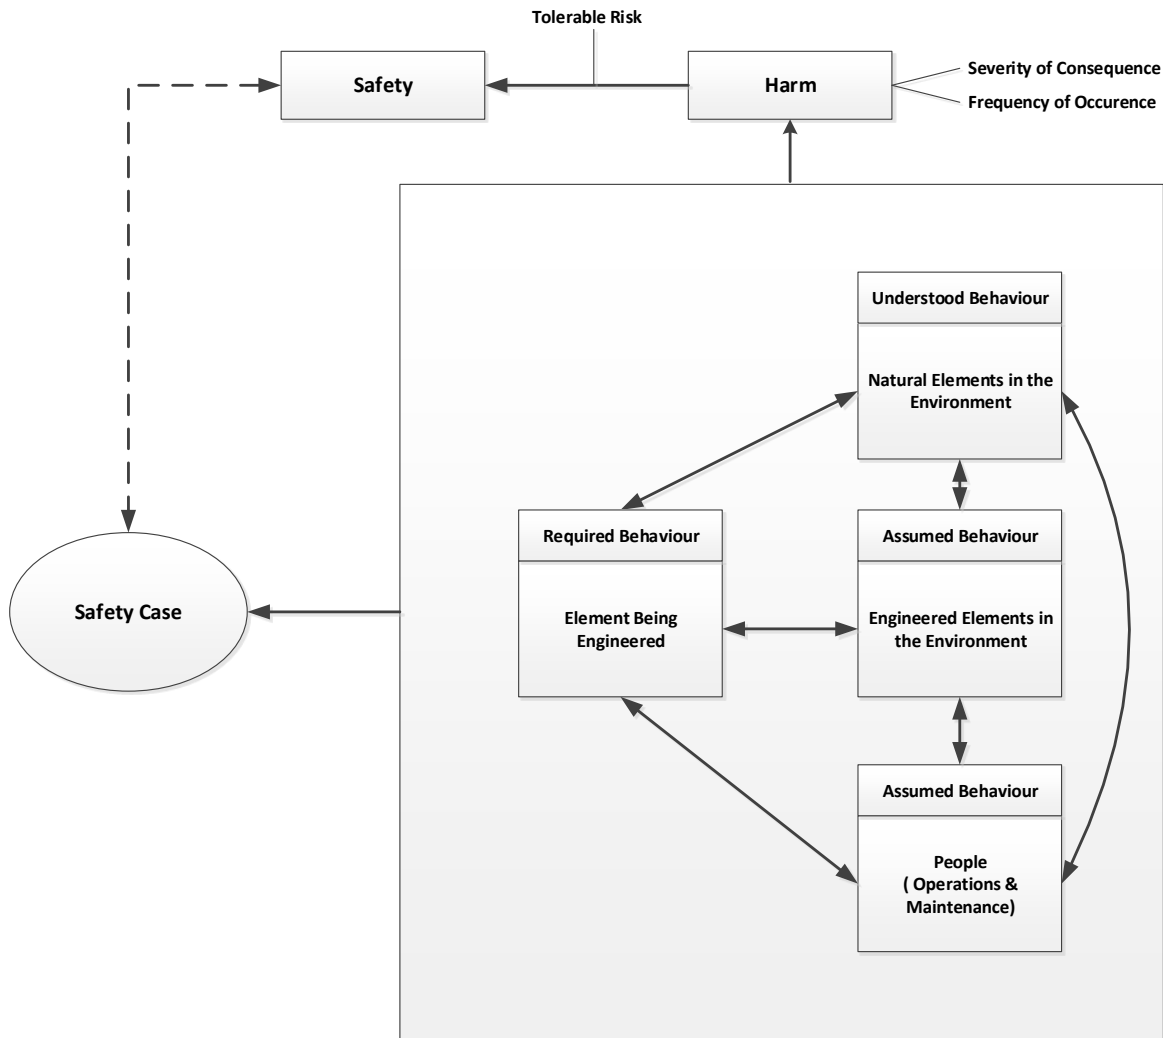 Tolerable Risk
Safety
Harm
Severity of Consequence
Frequency of Occurence
Understood Behaviour
Natural Elements in the
Environment
Required Behaviour
Assumed Behaviour
Safety Case
Element Being
Engineered
Engineered Elements in
the Environment
Assumed Behaviour
People
( Operations &
Maintenance)